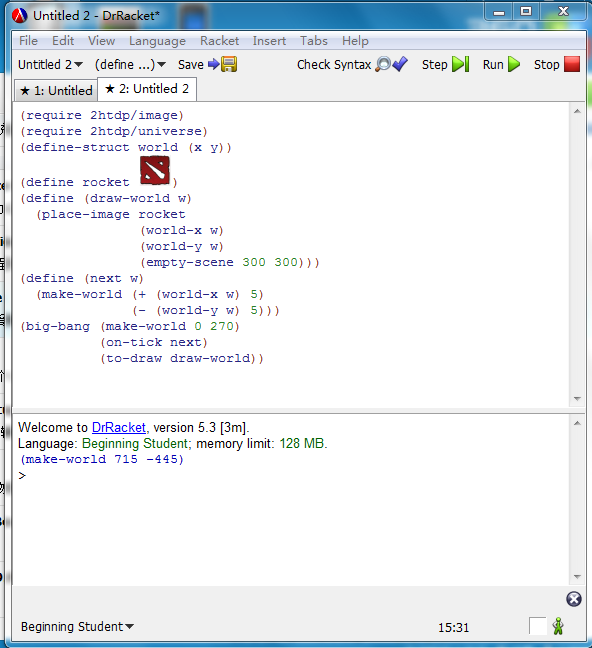 Untitled 2 - DrRacket*
File Edit View Language Racket Insert Tabs Help
Untitled 2 (define ...) Save Check Syntax Step Run Stop
★ 1: Untitled ★ 2: Untitled 2
(require 2htdp/image)
(require 2htdp/universe)
(define-struct world (x y))
(define rocket )
(define (draw-world w)
(place-image rocket
(world-x w)
(world-y w)
(empty-scene 300 300)))
(define (next w)
(make-world (+ (world-x w) 5)
(- (world-y w) 5)))
(big-bang (make-world 0 270)
(on-tick next)
(to-draw draw-world))
Welcome to DrRacket, version 5.3 [3m].
Language: Beginning Student; memory limit: 128 MB.
(make-world 715 -445)
>
Beginning Student 15:31